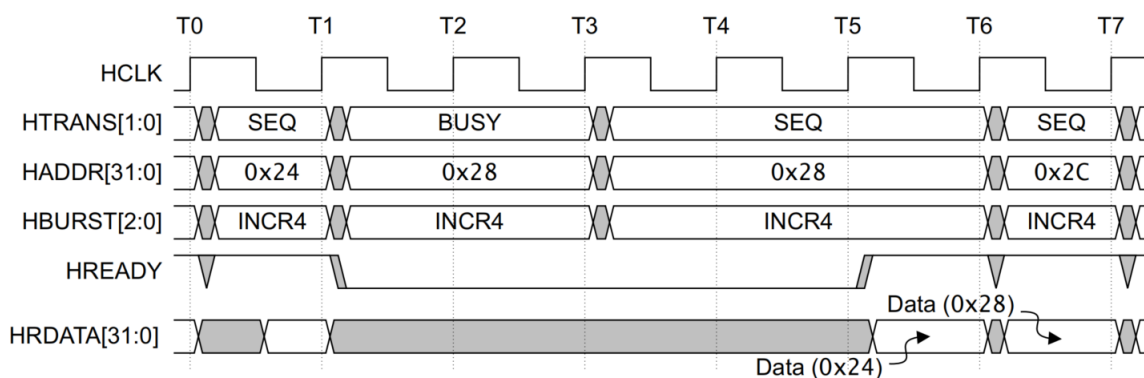 T0 T1 T2 T3 T4 T5 T6 T7
HCLK
HTRANS[1:0] SEQ BUSY SEQ SEQ
HADDR[31:0] 0x24 0x28 0x28 0x2C
HBURST[2:0] INCR4 INCR4 INCR4 INCR4
HREADY
Data (0x28)
HRDATA[31:0]
Data (0x24)